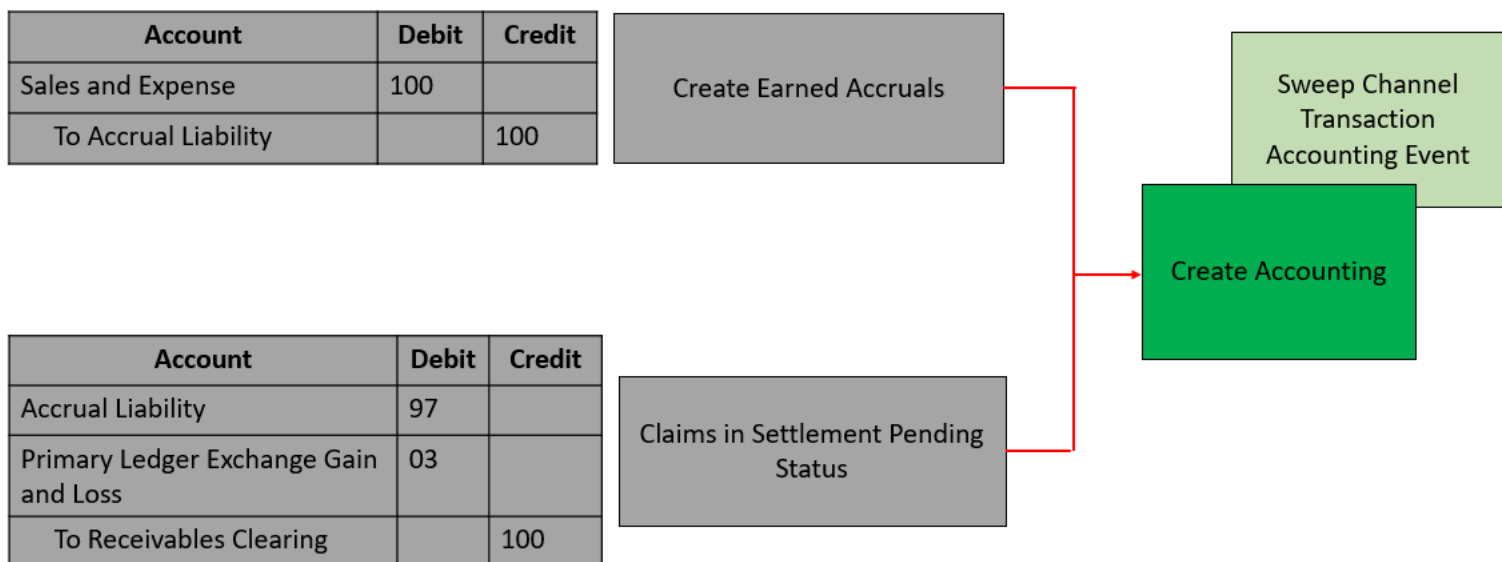 Account Debit Credit
Sales and Expense 100
To Accrual Liability 100
Create Earned Accruals
Sweep Channel
Transaction
Accounting Event
Create Accounting
Account Debit Credit
Accrual Liability 97
Primary Ledger Exchange Gain 03
and Loss
To Receivables Clearing 100
Claims in Settlement Pending
Status